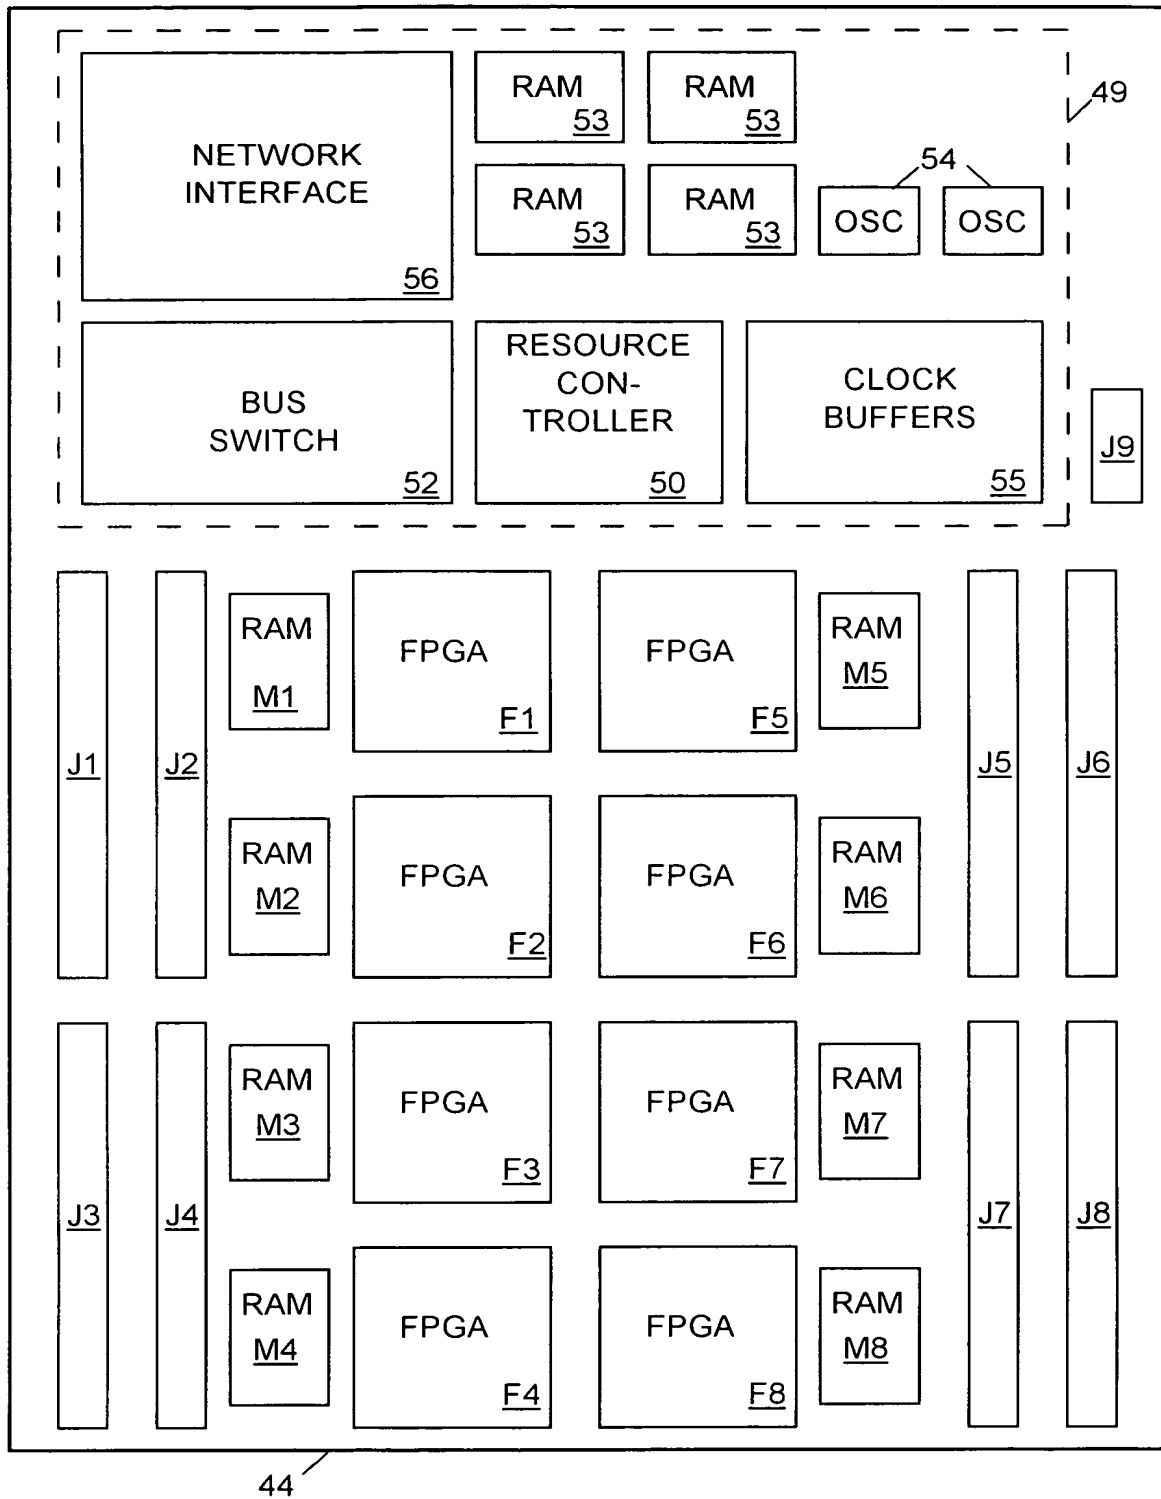 NETWORK
INTERFACE
56
RAM
53
RAM
53
RAM
53
RAM
53
54
OSC
OSC
49
BUS
SWITCH
52
RESOURCE
CON-
TROLLER
50
CLOCK
BUFFERS
55
J9
J1
J2
RAM
M1
FPGA
F1
FPGA
F5
RAM
M5
J5
J6
RAM
M2
FPGA
F2
FPGA
F6
RAM
M6
J3
J4
RAM
M3
FPGA
F3
FPGA
F7
RAM
M7
J7
J8
RAM
M4
FPGA
F4
FPGA
F8
RAM
M8
44